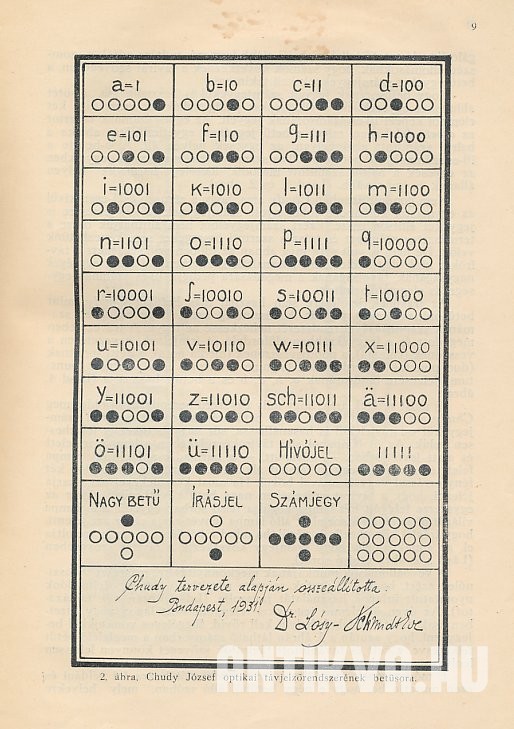 9
a=1 b=10 c=11 d=100
e=101 f=110 g=111 h=1000
i=1001 k=1010 l=1011 m=1100
n=1101 o=1110 p=1111 q=10000
r=10001 ſ=10010 s=10011 t=10100
u=10101 v=10110 w=10111 x=11000
y=11001 z=11010 sch=11011 ä=11100
ö=11101 ü=11110 HÍVÓJEL 11111
NAGY BETŰ ÍRÁSJEL SZÁMJEGY
Chudy tervezete alapján összeállította:
Budapest, 1931. Dr Lósy-Schmidt Ede
2. ábra. Chudy József optikai távjelzőrendszerének betűsora.
ANTIKVA.HU